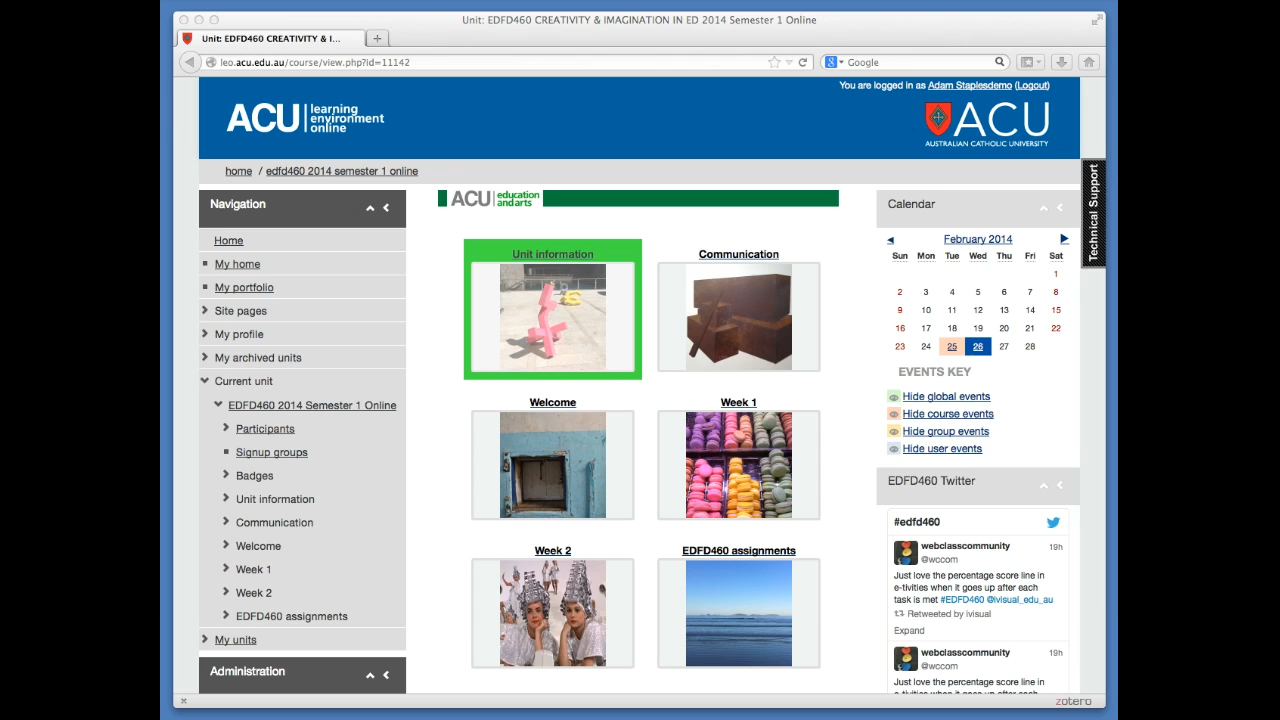 Unit: EDFD460 CREATIVITY & IMAGINATION IN ED 2014 Semester 1 Online
Unit: EDFD460 CREATIVITY & I...
leo.acu.edu.au/course/view.php?id=11142
Google
You are logged in as Adam Staplesdemo (Logout)
ACU learning environment online
ACU
AUSTRALIAN CATHOLIC UNIVERSITY
home / edfd460 2014 semester 1 online
Technical Support
Navigation
Home
My home
My portfolio
Site pages
My profile
My archived units
Current unit
EDFD460 2014 Semester 1 Online
Participants
Signup groups
Badges
Unit information
Communication
Welcome
Week 1
Week 2
EDFD460 assignments
My units
Administration
ACU education and arts
Unit information
Communication
Welcome
Week 1
Week 2
EDFD460 assignments
Calendar
February 2014
Sun Mon Tue Wed Thu Fri Sat
1
2 3 4 5 6 7 8
9 10 11 12 13 14 15
16 17 18 19 20 21 22
23 24 25 26 27 28
EVENTS KEY
Hide global events
Hide course events
Hide group events
Hide user events
EDFD460 Twitter
#edfd460
webclasscommunity 19h
@wccom
Just love the percentage score line in
e-tivities when it goes up after each
task is met #EDFD460 @ivisual_edu_au
Retweeted by ivisual
Expand
webclasscommunity 19h
@wccom
Just love the percentage score line in
e-tivities when it goes up after each
zotero